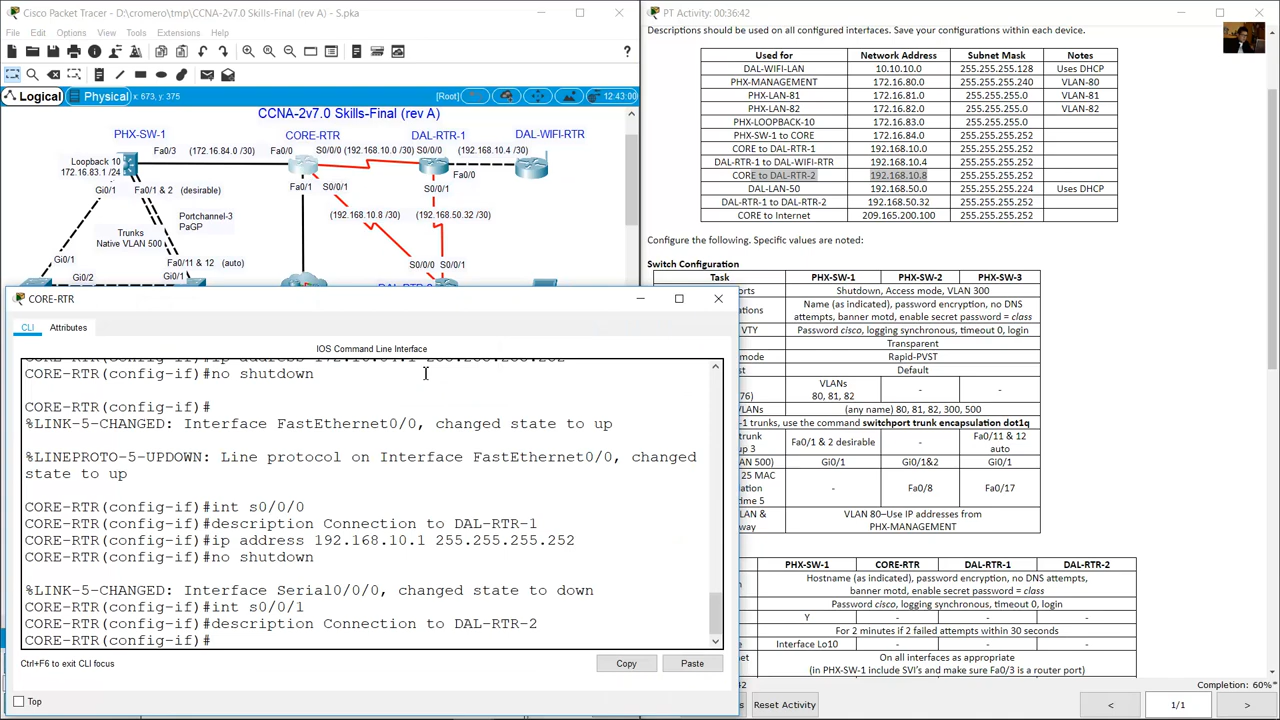 Cisco Packet Tracer - D:\cromero\tmp\CCNA-2v7.0 Skills-Final (rev A) - S.pka
File Edit Options View Tools Extensions Help
?
Logical Physical x: 673, y: 375 [Root] 12:43:00
CCNA-2v7.0 Skills-Final (rev A)
PHX-SW-1 CORE-RTR DAL-RTR-1 DAL-WIFI-RTR
Fa0/3 (172.16.84.0 /30) Fa0/0 S0/0/0 (192.168.10.0 /30) S0/0/0 (192.168.10.4 /30)
Loopback 10
172.16.83.1 /24
Fa0/0
Gi0/1 Fa0/1 & 2 (desirable) Fa0/1 S0/0/1 S0/0/1
Portchannel-3
PaGP
(192.168.10.8 /30) (192.168.50.32 /30)
Trunks
Native VLAN 500
Gi0/1 Fa0/11 & 12 (auto) S0/0/0 S0/0/1
Gi0/2 Gi0/1
CORE-RTR
CLI Attributes
IOS Command Line Interface
CORE-RTR(config-if)#no shutdown
CORE-RTR(config-if)#
%LINK-5-CHANGED: Interface FastEthernet0/0, changed state to up
%LINEPROTO-5-UPDOWN: Line protocol on Interface FastEthernet0/0, changed
state to up
CORE-RTR(config-if)#int s0/0/0
CORE-RTR(config-if)#description Connection to DAL-RTR-1
CORE-RTR(config-if)#ip address 192.168.10.1 255.255.255.252
CORE-RTR(config-if)#no shutdown
%LINK-5-CHANGED: Interface Serial0/0/0, changed state to down
CORE-RTR(config-if)#int s0/0/1
CORE-RTR(config-if)#description Connection to DAL-RTR-2
CORE-RTR(config-if)#
Ctrl+F6 to exit CLI focus Copy Paste
Top
PT Activity: 00:36:42
Descriptions should be used on all configured interfaces. Save your configurations within each device.
Used for Network Address Subnet Mask Notes
DAL-WIFI-LAN 10.10.10.0 255.255.255.128 Uses DHCP
PHX-MANAGEMENT 172.16.80.0 255.255.255.240 VLAN-80
PHX-LAN-81 172.16.81.0 255.255.255.0 VLAN-81
PHX-LAN-82 172.16.82.0 255.255.255.0 VLAN-82
PHX-LOOPBACK-10 172.16.83.0 255.255.255.0
PHX-SW-1 to CORE 172.16.84.0 255.255.255.252
CORE to DAL-RTR-1 192.168.10.0 255.255.255.252
DAL-RTR-1 to DAL-WIFI-RTR 192.168.10.4 255.255.255.252
CORE to DAL-RTR-2 192.168.10.8 255.255.255.252
DAL-LAN-50 192.168.50.0 255.255.255.224 Uses DHCP
DAL-RTR-1 to DAL-RTR-2 192.168.50.32 255.255.255.252
CORE to Internet 209.165.200.100 255.255.255.252
Configure the following. Specific values are noted:
Switch Configuration
Task PHX-SW-1 PHX-SW-2 PHX-SW-3
orts Shutdown, Access mode, VLAN 300
ations Name (as indicated), password encryption, no DNS
attempts, banner motd, enable secret password = class
VTY Password cisco, logging synchronous, timeout 0, login
Transparent
mode Rapid-PVST
Default
76) VLANs
80, 81, 82 - -
VLANs (any name) 80, 81, 82, 300, 500
-1 trunks, use the command switchport trunk encapsulation dot1q
trunk
up 3 Fa0/1 & 2 desirable - Fa0/11 & 12
auto
AN 500) Gi0/1 Gi0/1&2 Gi0/1
25 MAC
ation
time 5 - Fa0/8 Fa0/17
LAN &
way VLAN 80–Use IP addresses from
PHX-MANAGEMENT
PHX-SW-1 CORE-RTR DAL-RTR-1 DAL-RTR-2
Hostname (as indicated), password encryption, no DNS attempts,
banner motd, enable secret password = class
Password cisco, logging synchronous, timeout 0, login
Y - - -
For 2 minutes if 2 failed attempts within 30 seconds
Interface Lo10 - - -
net On all interfaces as appropriate
(in PHX-SW-1 include SVI's and make sure Fa0/3 is a router port)
42 Completion: 60%
s Reset Activity < 1/1 >